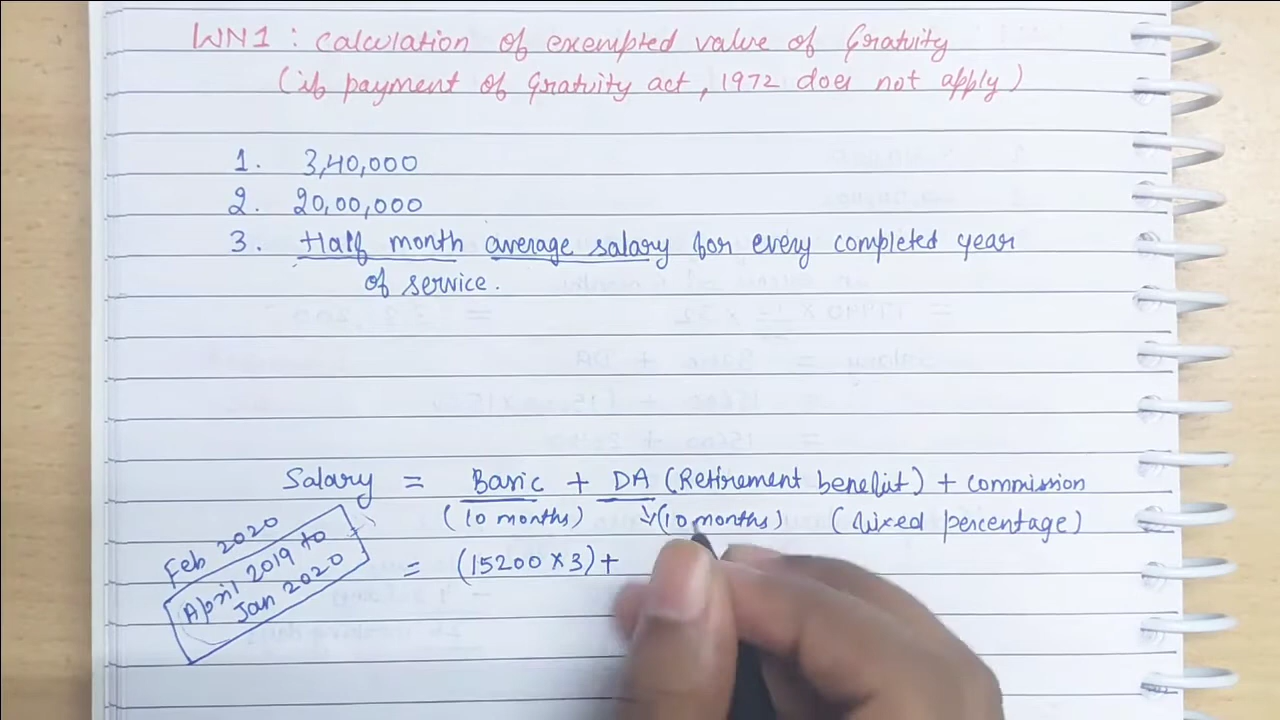 WN1 : Calculation of exempted value of Gratuity
(if payment of Gratuity act, 1972 does not apply)
1. 3,40,000
2. 20,00,000
3. Half month average salary for every completed year
of service.
Salary = Basic + DA (Retirement benefit) + commission
(10 months) (10 months) (fixed percentage)
Feb 2020
April 2019 to
Jan 2020
= (15200 × 3) +